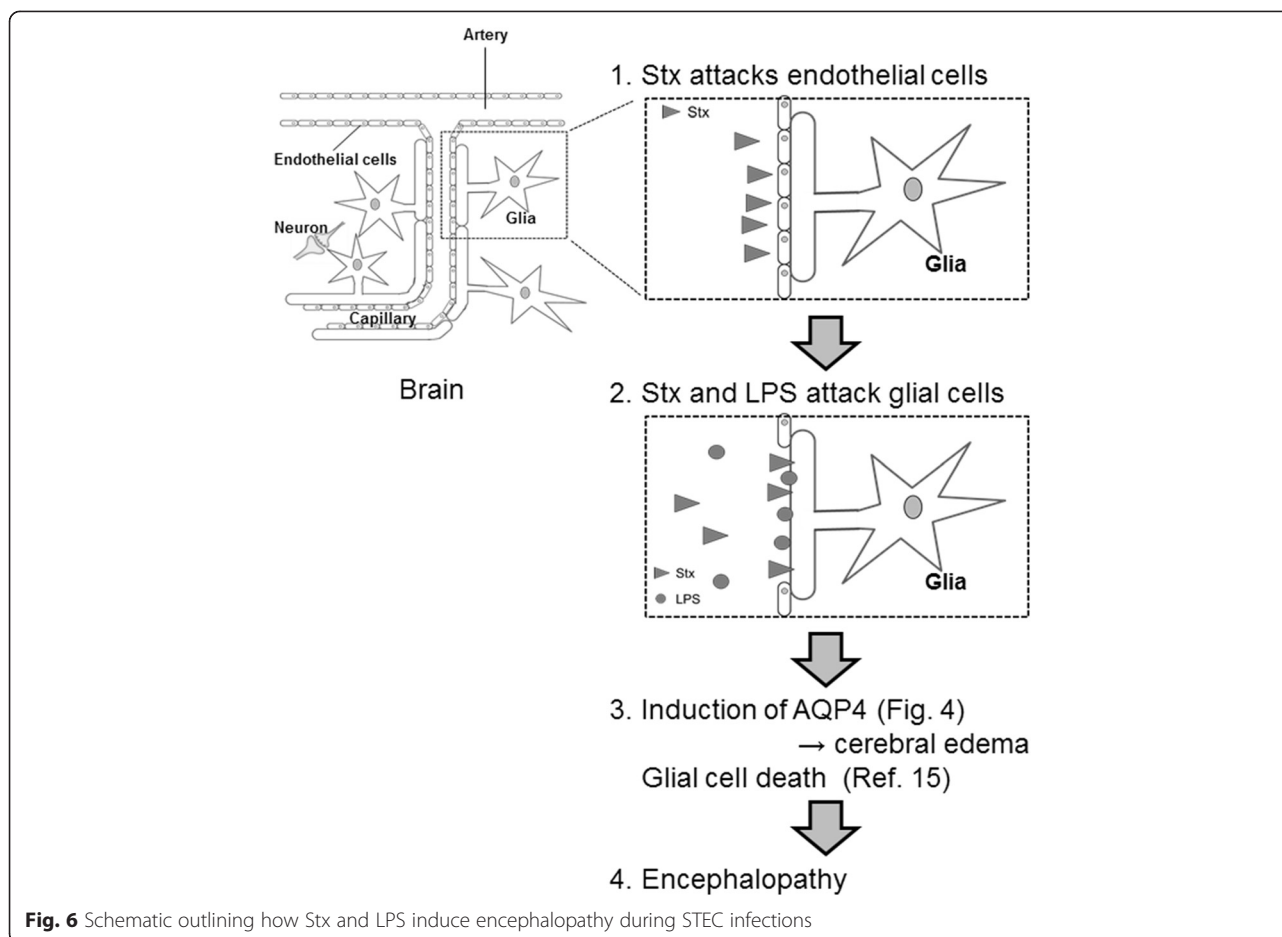 Artery
Endothelial cells
Neuron
Glia
Capillary
Brain
1. Stx attacks endothelial cells
Stx
Glia
2. Stx and LPS attack glial cells
Stx
LPS
Glia
3. Induction of AQP4 (Fig. 4)
→ cerebral edema
Glial cell death (Ref. 15)
4. Encephalopathy
Fig. 6 Schematic outlining how Stx and LPS induce encephalopathy during STEC infections